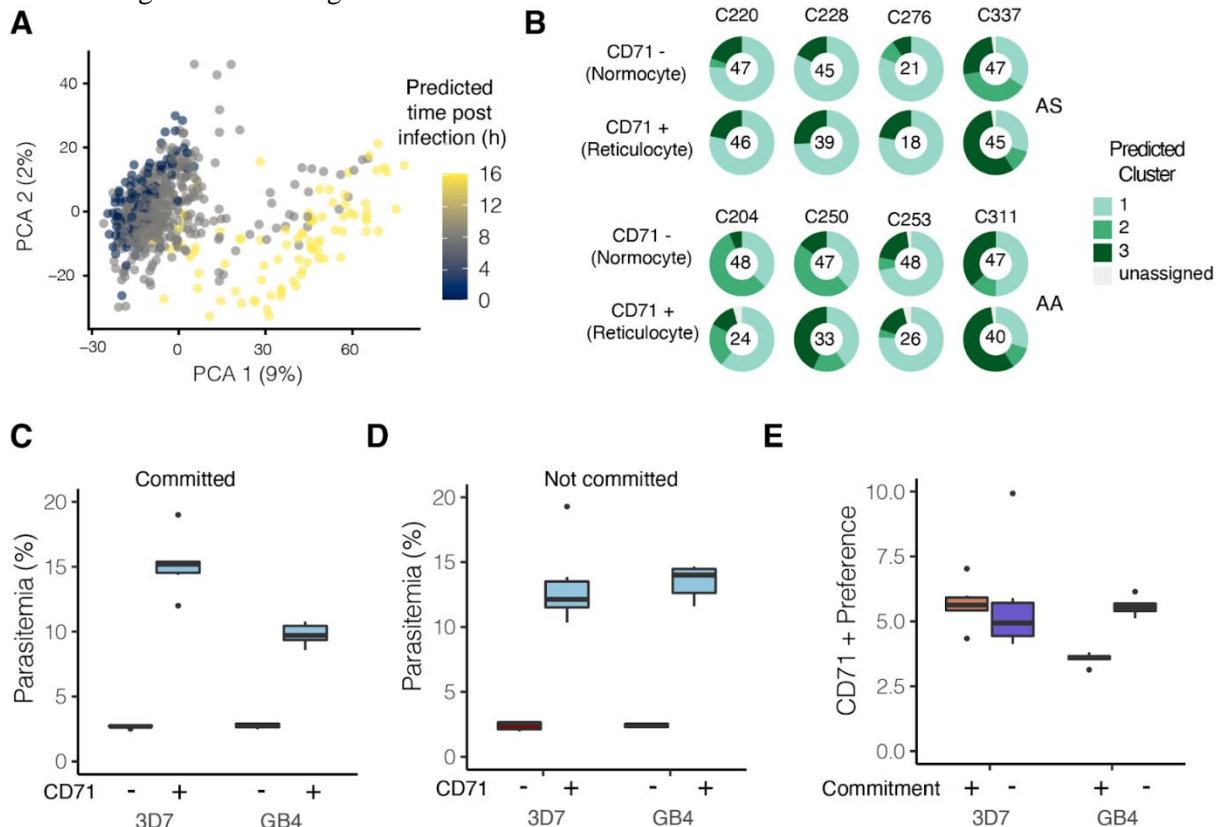 A
PCA 2 (2%)
40
20
0
−20
−30
0
30
60
PCA 1 (9%)
Predicted
time post
infection (h)
16
12
8
4
0
B
C220 C228 C276 C337
CD71 -
(Normocyte)
47 45 21 47
AS
CD71 +
(Reticulocyte)
46 39 18 45
C204 C250 C253 C311
CD71 -
(Normocyte)
48 47 48 47
AA
CD71 +
(Reticulocyte)
24 33 26 40
Predicted
Cluster
1
2
3
unassigned
C
Committed
Parasitemia (%)
20
15
10
5
0
CD71 - + - +
3D7 GB4
D
Not committed
Parasitemia (%)
20
15
10
5
0
- + - +
3D7 GB4
E
CD71 + Preference
10.0
7.5
5.0
2.5
0.0
Commitment + - + -
3D7 GB4